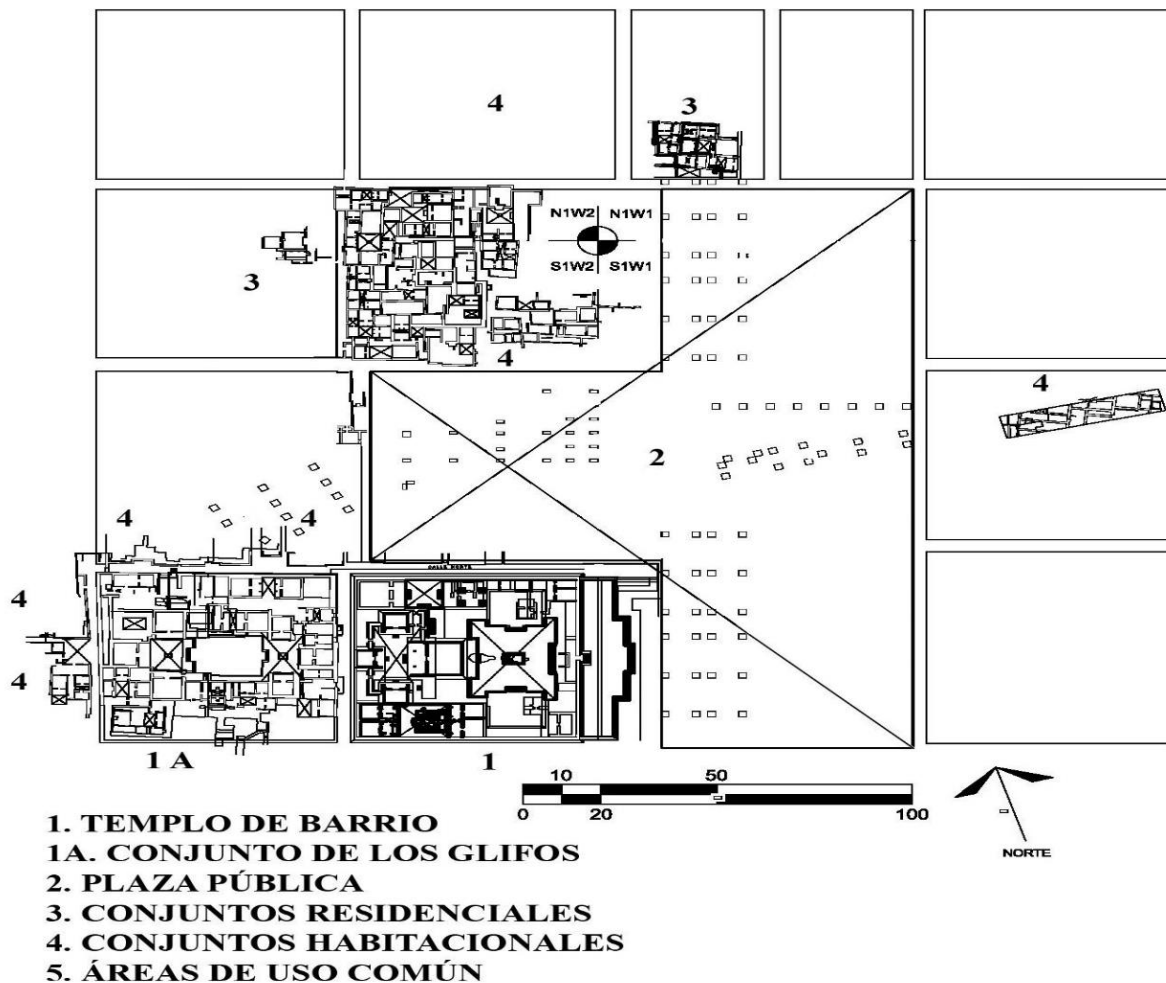 4
3
N1W2 N1W1
S1W2 S1W1
3
4
4
2
4
4
CALLE NORTE
4
4
1 A
1
10 50
0 20 100
NORTE
1. TEMPLO DE BARRIO
1A. CONJUNTO DE LOS GLIFOS
2. PLAZA PÚBLICA
3. CONJUNTOS RESIDENCIALES
4. CONJUNTOS HABITACIONALES
5. ÁREAS DE USO COMÚN